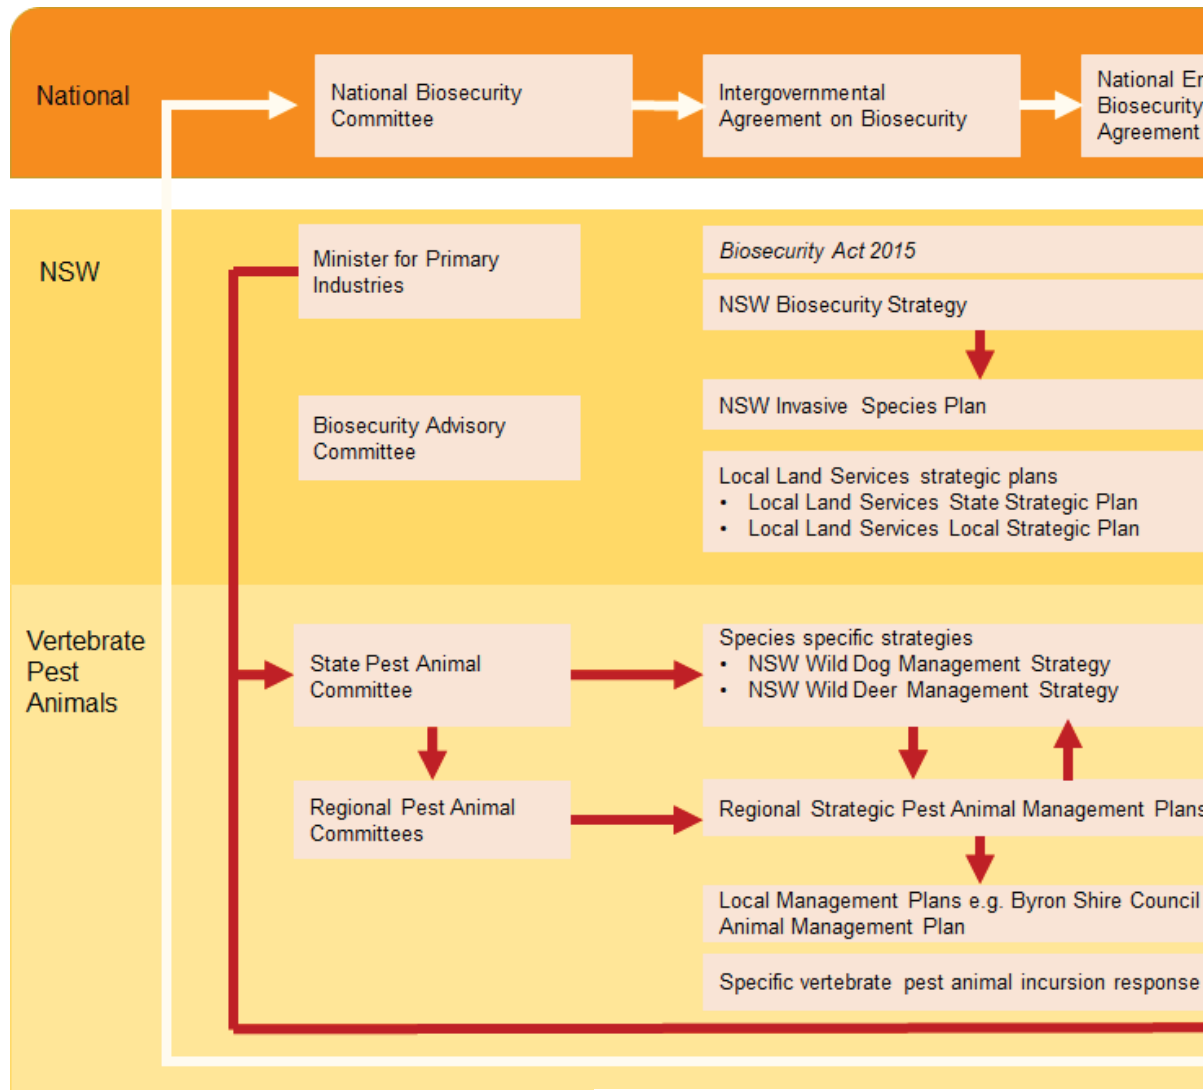 National
National Biosecurity
Committee
Intergovernmental
Agreement on Biosecurity
National
Biosecurity
Agreement
NSW
Minister for Primary
Industries
Biosecurity Act 2015
NSW Biosecurity Strategy
NSW Invasive Species Plan
Biosecurity Advisory
Committee
Local Land Services strategic plans
• Local Land Services State Strategic Plan
• Local Land Services Local Strategic Plan
Vertebrate
Pest
Animals
State Pest Animal
Committee
Species specific strategies
• NSW Wild Dog Management Strategy
• NSW Wild Deer Management Strategy
Regional Pest Animal
Committees
Regional Strategic Pest Animal Management Plans
Local Management Plans e.g. Byron Shire Council
Animal Management Plan
Specific vertebrate pest animal incursion response